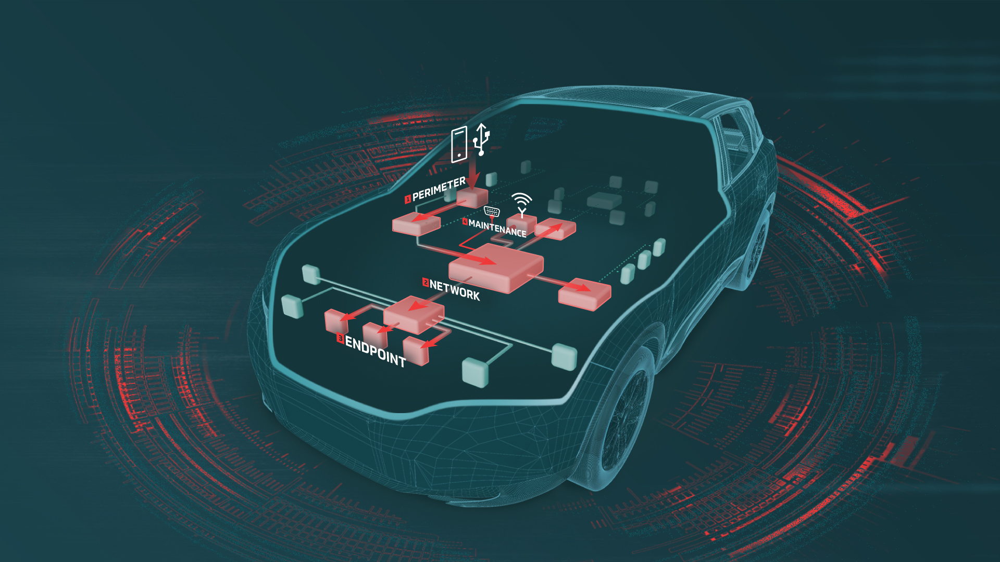 1 PERIMETER
4 MAINTENANCE
2 NETWORK
3 ENDPOINT